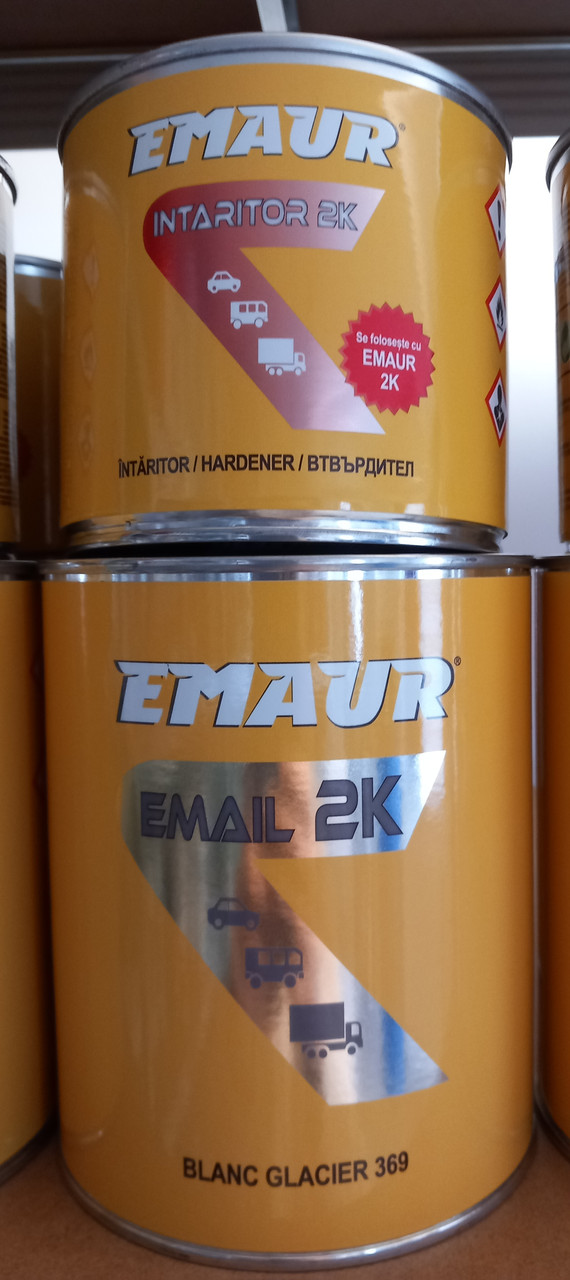 EMAUR®
INTARITOR 2K
Se folosește cu
EMAUR
2K
ÎNTĂRITOR / HARDENER / ВТВЪРДИТЕЛ
EMAUR®
EMAIL 2K
BLANC GLACIER 369